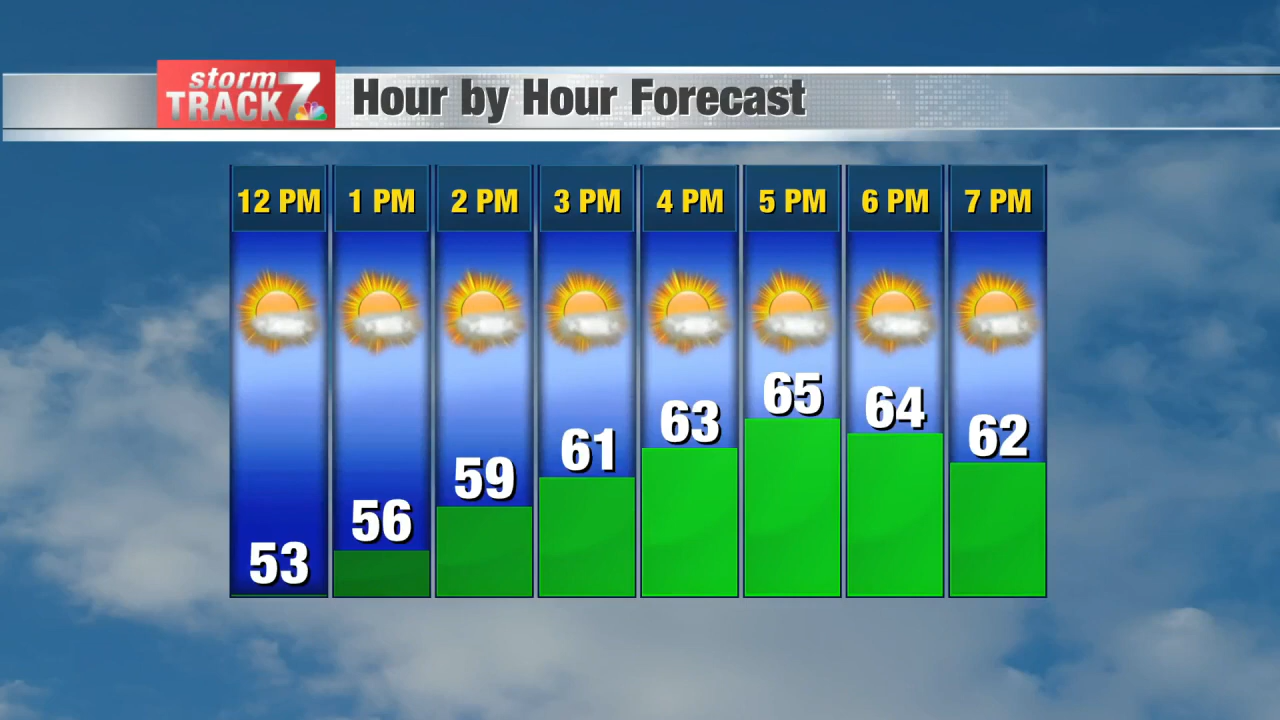 storm
TRACK 7
Hour by Hour Forecast
12 PM 1 PM 2 PM 3 PM 4 PM 5 PM 6 PM 7 PM
53 56 59 61 63 65 64 62